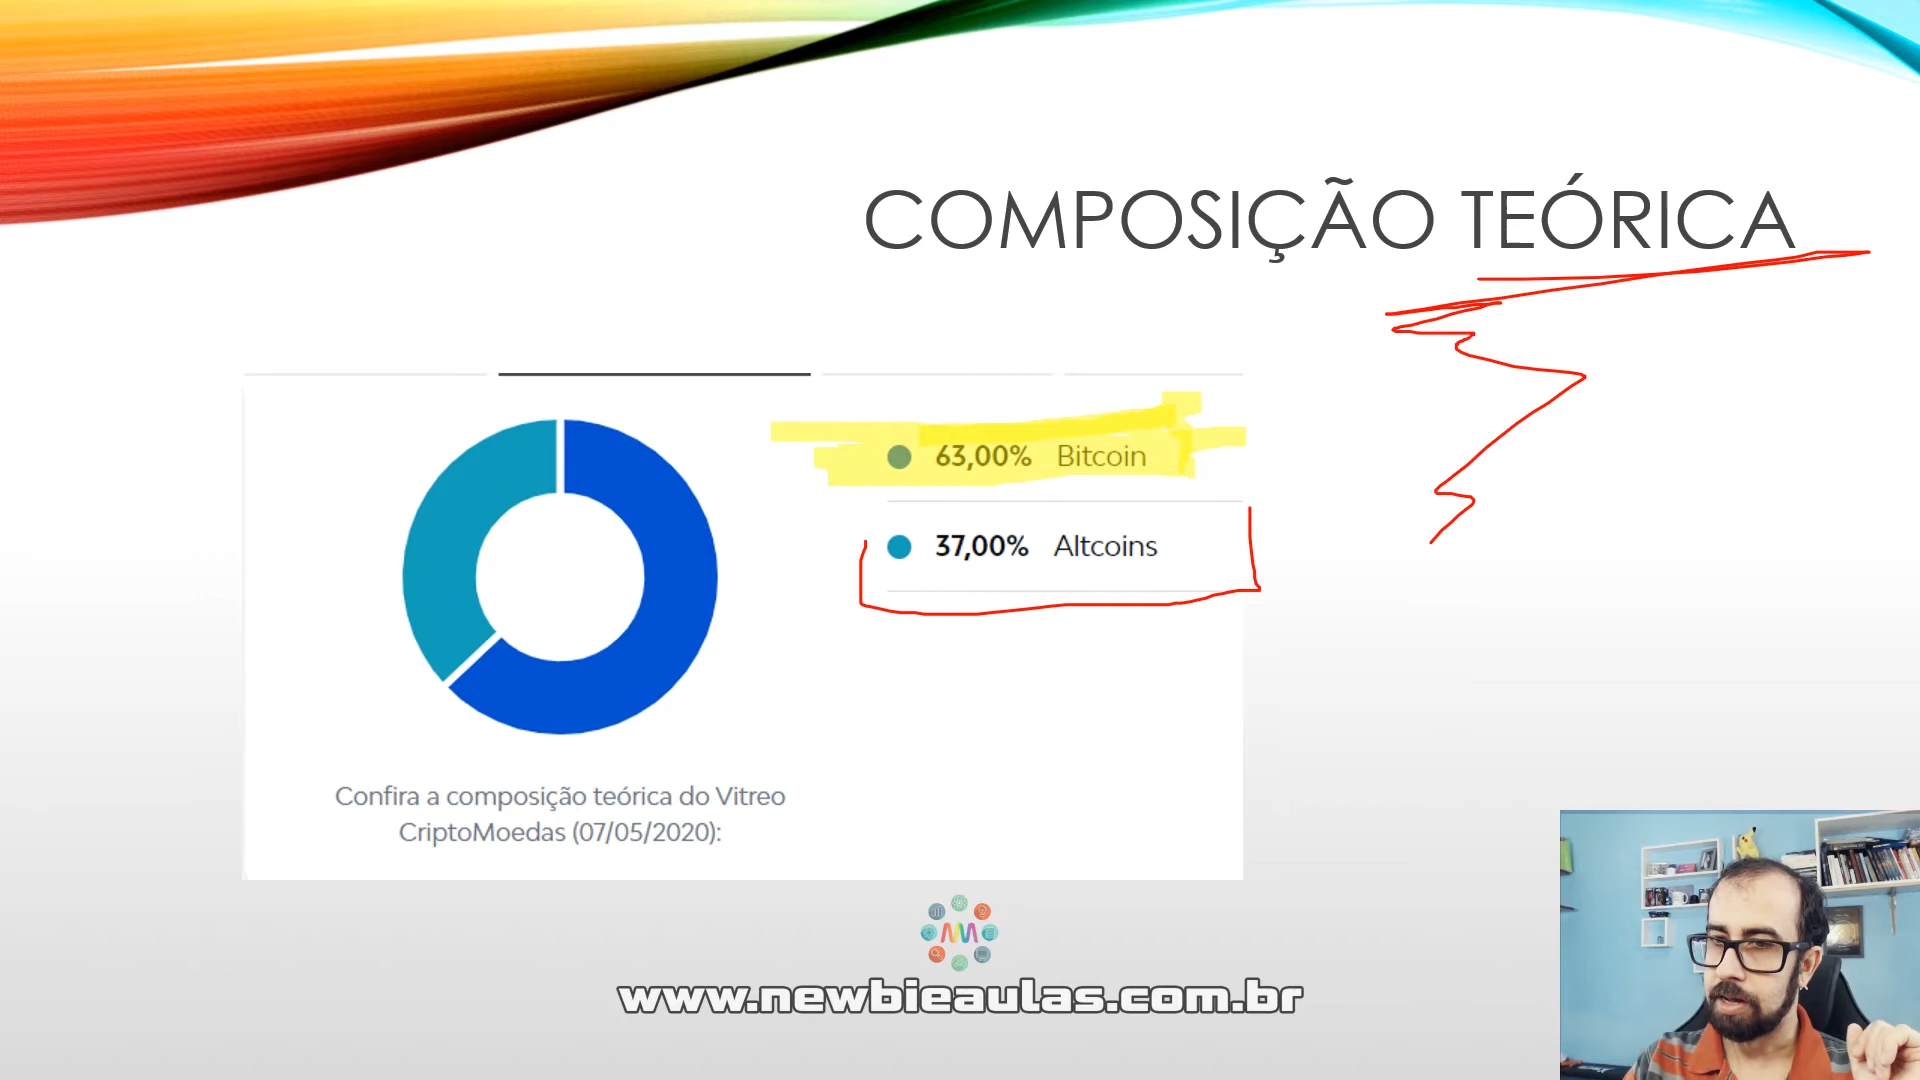 COMPOSIÇÃO TEÓRICA
63,00% Bitcoin
37,00% Altcoins
Confira a composição teórica do Vitreo
CriptoMoedas (07/05/2020):
www.newbieaulas.com.br